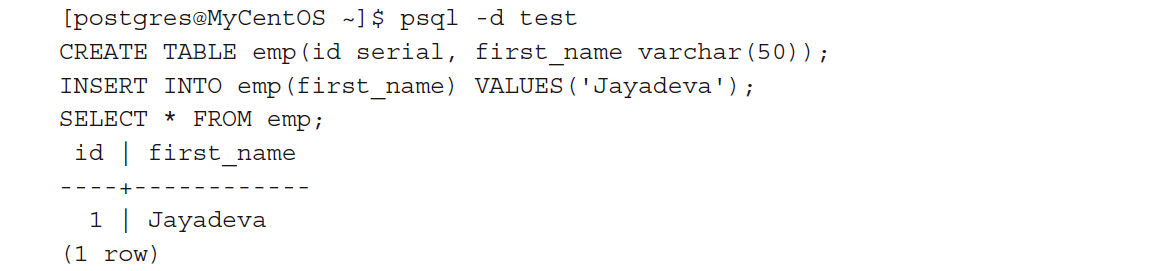 [postgres@MyCentOS ~]$ psql -d test
CREATE TABLE emp(id serial, first_name varchar(50));
INSERT INTO emp(first_name) VALUES('Jayadeva');
SELECT * FROM emp;
 id | first_name
----+------------
  1 | Jayadeva
(1 row)